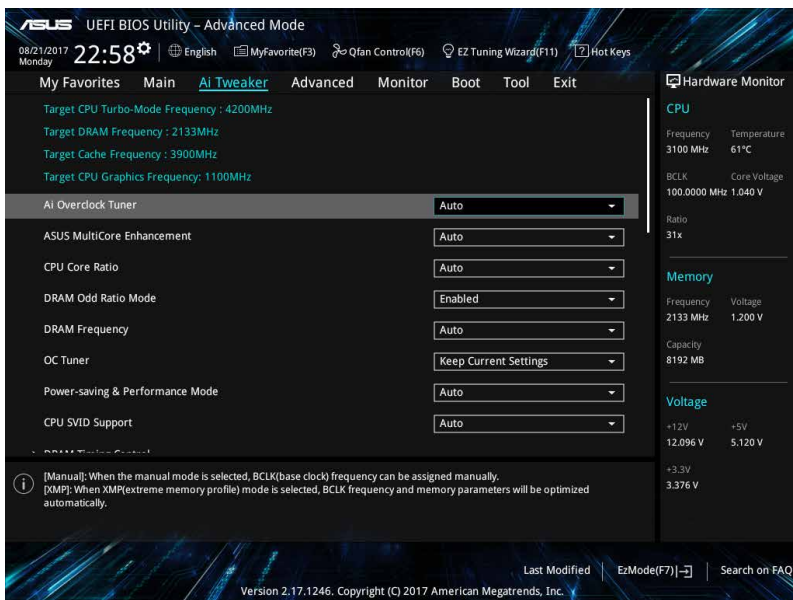 ASUS UEFI BIOS Utility – Advanced Mode
08/21/2017 Monday 22:58 English MyFavorite(F3) Qfan Control(F6) EZ Tuning Wizard(F11) ? Hot Keys
My Favorites Main Ai Tweaker Advanced Monitor Boot Tool Exit
Target CPU Turbo-Mode Frequency : 4200MHz
Target DRAM Frequency : 2133MHz
Target Cache Frequency : 3900MHz
Target CPU Graphics Frequency: 1100MHz
Ai Overclock Tuner Auto
ASUS MultiCore Enhancement Auto
CPU Core Ratio Auto
DRAM Odd Ratio Mode Enabled
DRAM Frequency Auto
OC Tuner Keep Current Settings
Power-saving & Performance Mode Auto
CPU SVID Support Auto
> DRAM Timing Control
[Manual]: When the manual mode is selected, BCLK(base clock) frequency can be assigned manually.
[XMP]: When XMP(extreme memory profile) mode is selected, BCLK frequency and memory parameters will be optimized
automatically.
Hardware Monitor
CPU
Frequency Temperature
3100 MHz 61°C
BCLK Core Voltage
100.0000 MHz 1.040 V
Ratio
31x
Memory
Frequency Voltage
2133 MHz 1.200 V
Capacity
8192 MB
Voltage
+12V +5V
12.096 V 5.120 V
+3.3V
3.376 V
Last Modified EzMode(F7) Search on FAQ
Version 2.17.1246. Copyright (C) 2017 American Megatrends, Inc.